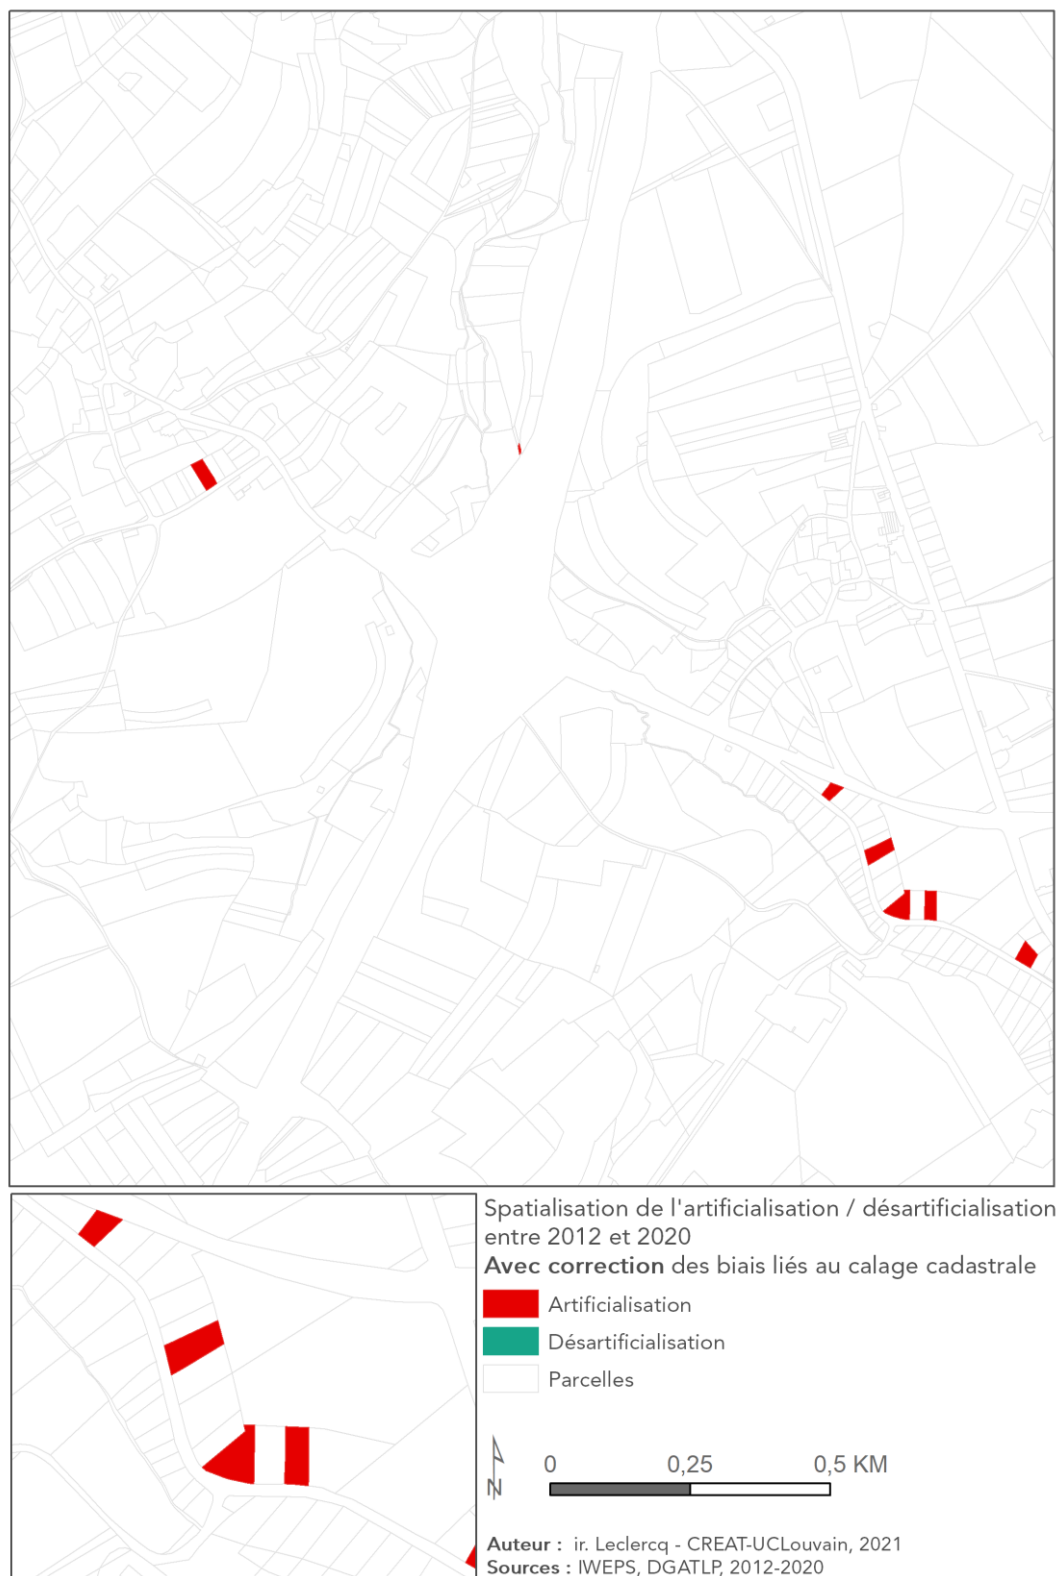 Spatialisation de l'artificialisation / désartificialisation
entre 2012 et 2020
Avec correction des biais liés au calage cadastrale
Artificialisation
Désartificialisation
Parcelles
N
0 0,25 0,5 KM
Auteur : ir. Leclercq - CREAT-UCLouvain, 2021
Sources : IWEPS, DGATLP, 2012-2020